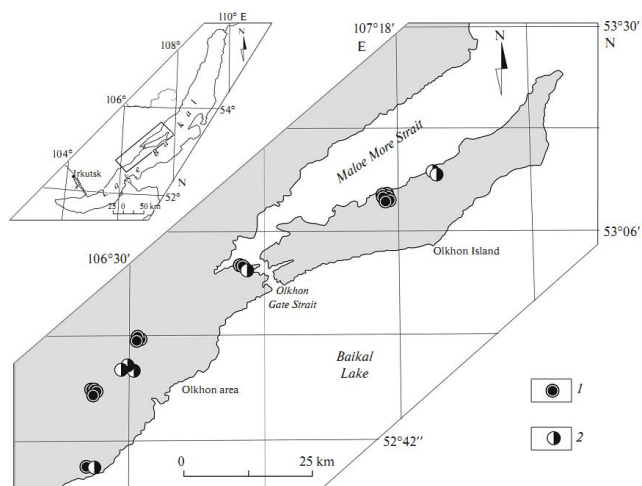 110° E
N
108°
106°
54°
104°
Irkutsk
Lake Baikal
N
52°
25 0 50 km
107°18'
E
53°30'
N
N
Maloe More Strait
53°06'
106°30'
Olkhon Island
Olkhon
Gate Strait
Baikal
Lake
Olkhon area
1
2
52°42''
0 25 km